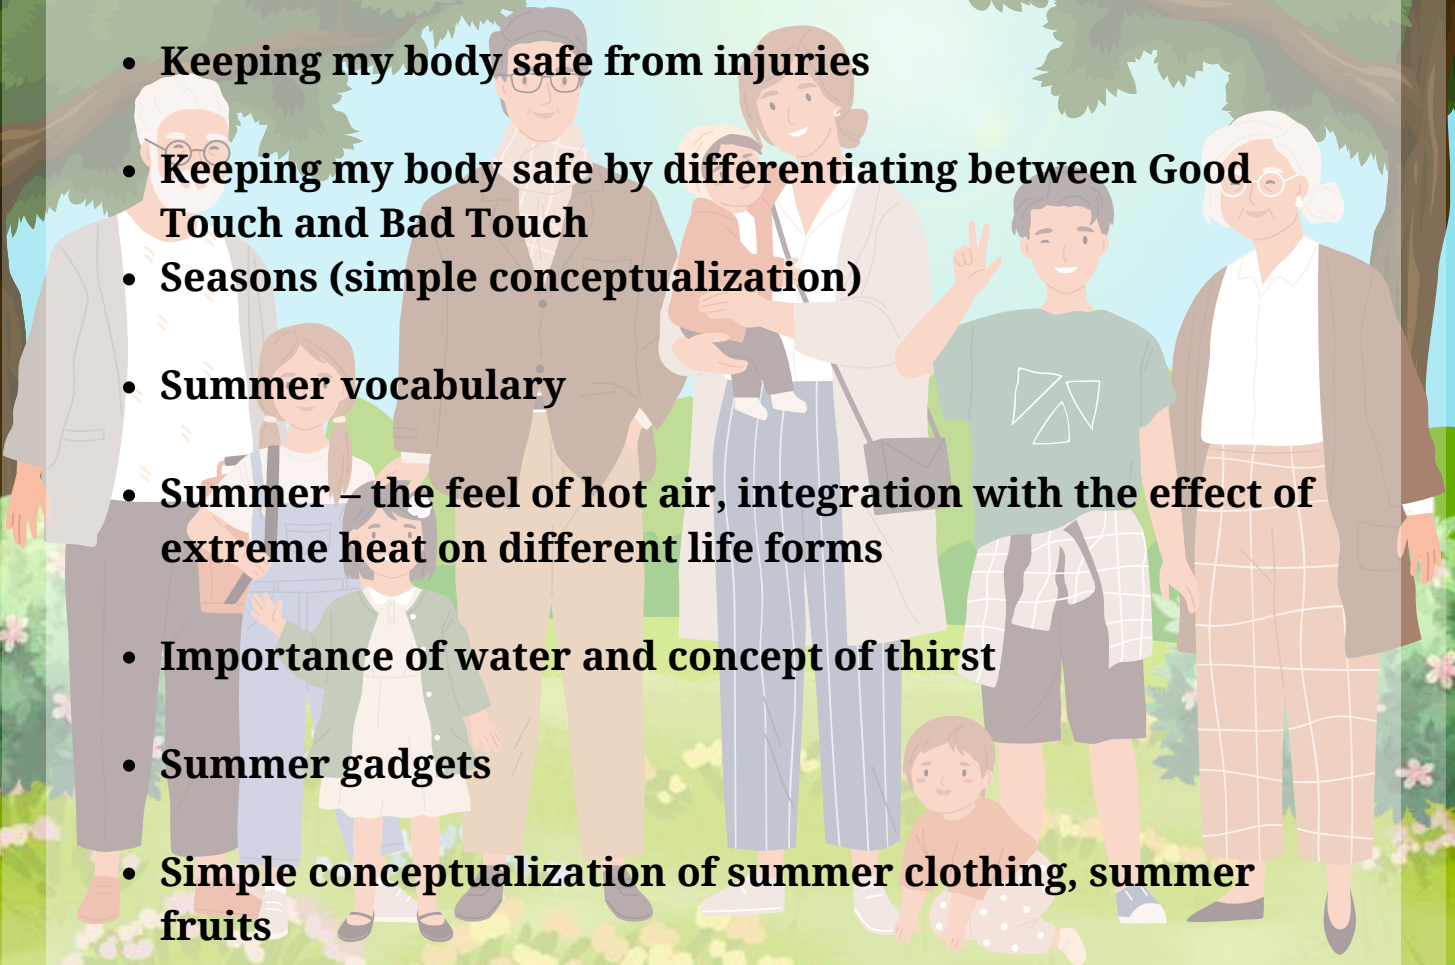 • Keeping my body safe from injuries
• Keeping my body safe by differentiating between Good
Touch and Bad Touch
• Seasons (simple conceptualization)
• Summer vocabulary
• Summer – the feel of hot air, integration with the effect of
extreme heat on different life forms
• Importance of water and concept of thirst
• Summer gadgets
• Simple conceptualization of summer clothing, summer
fruits